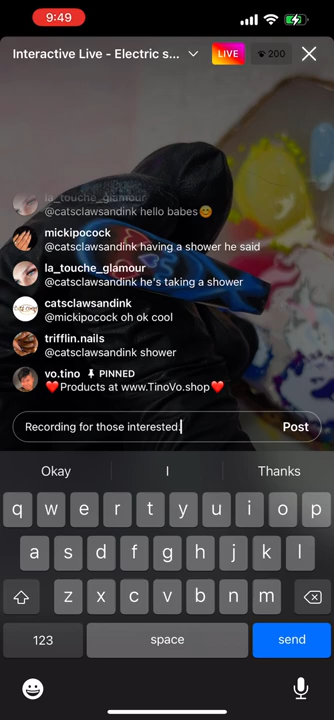 9:49
Interactive Live - Electric s...
LIVE
200
la_touche_glamour
@catsclawsandink hello babes😇
mickipocock
@catsclawsandink having a shower he said
la_touche_glamour
@catsclawsandink he's taking a shower
catsclawsandink
@mickipocock oh ok cool
trifflin.nails
@catsclawsandink shower
vo.tino PINNED
❤️Products at www.TinoVo.shop❤️
Recording for those interested.
Post
Okay I Thanks
q w e r t y u i o p
a s d f g h j k l
z x c v b n m
123 space send